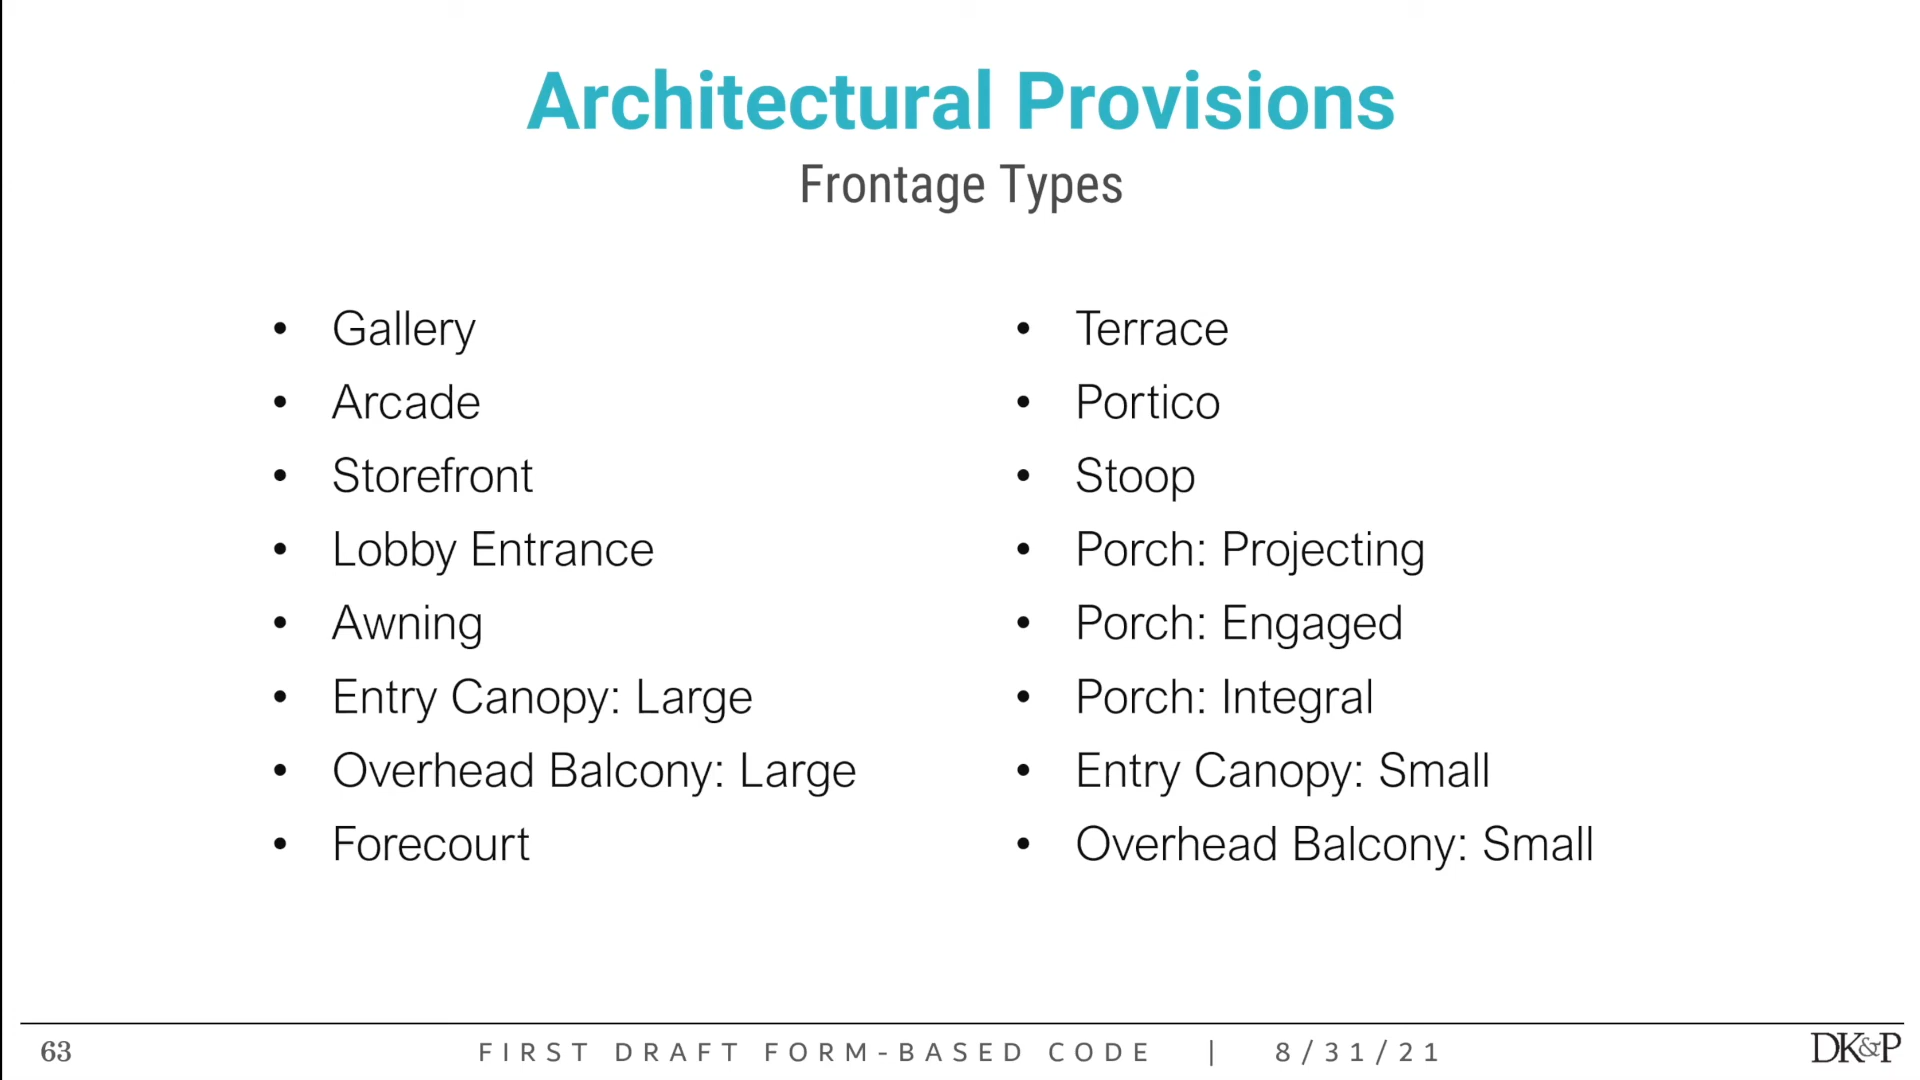 Architectural Provisions
Frontage Types
• Gallery
• Arcade
• Storefront
• Lobby Entrance
• Awning
• Entry Canopy: Large
• Overhead Balcony: Large
• Forecourt
• Terrace
• Portico
• Stoop
• Porch: Projecting
• Porch: Engaged
• Porch: Integral
• Entry Canopy: Small
• Overhead Balcony: Small
63 FIRST DRAFT FORM-BASED CODE | 8/31/21 DK&P